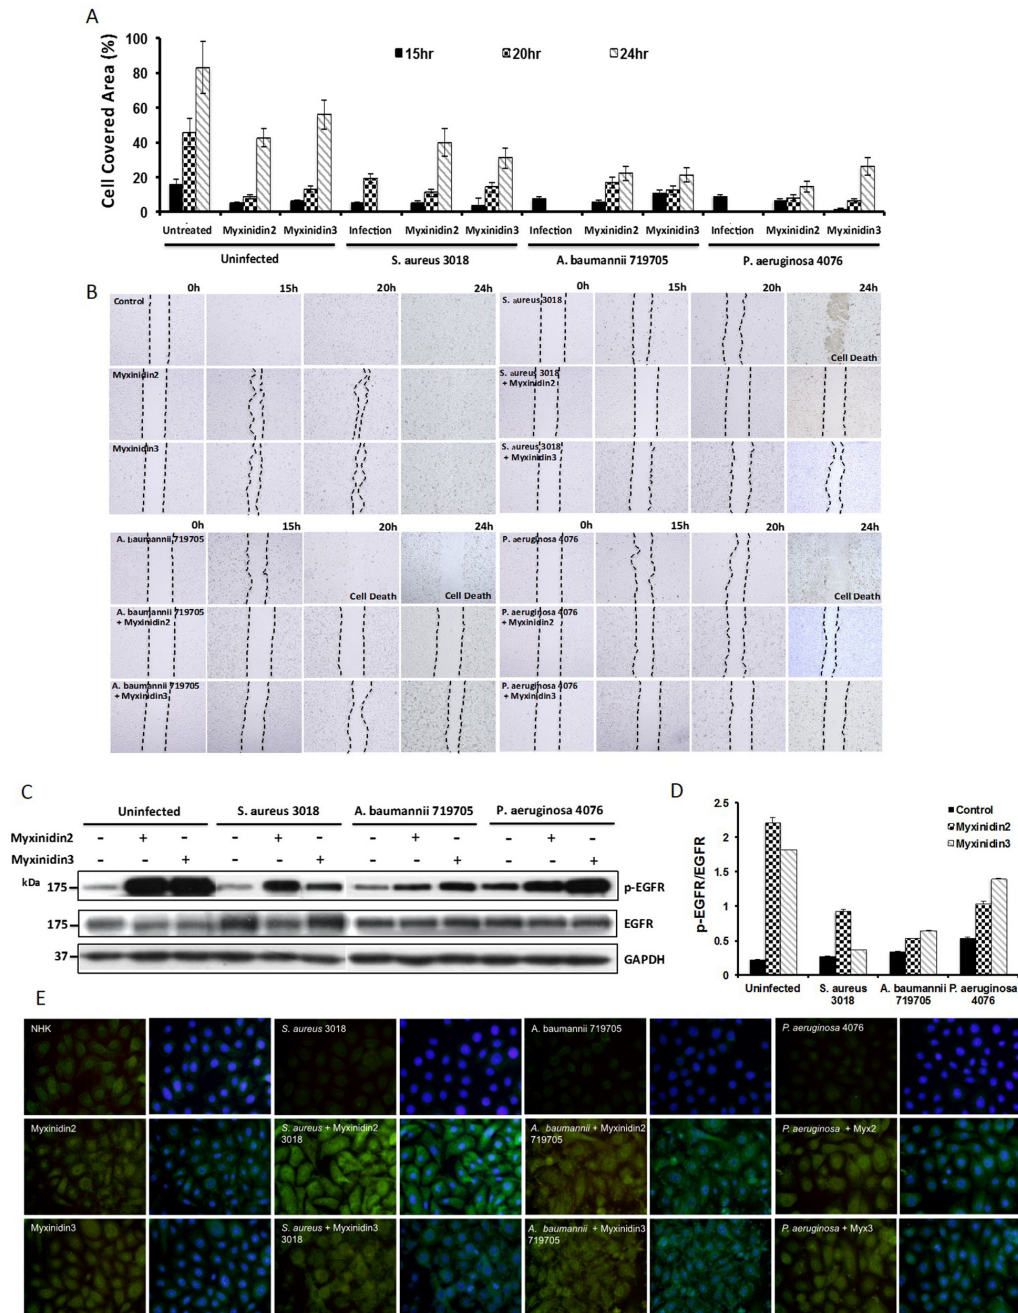 A
Cell Covered Area (%)
100
80
60
40
20
0
15hr 20hr 24hr
Untreated Myxinidin2 Myxinidin3 Infection Myxinidin2 Myxinidin3 Infection Myxinidin2 Myxinidin3 Infection Myxinidin2 Myxinidin3
Uninfected S. aureus 3018 A. baumannii 719705 P. aeruginosa 4076
B
0h 15h 20h 24h 0h 15h 20h 24h
Control S. aureus 3018
Cell Death
Myxinidin2 S. aureus 3018
+ Myxinidin2
Myxinidin3 S. aureus 3018
+ Myxinidin3
0h 15h 20h 24h 0h 15h 20h 24h
A. baumannii 719705 P. aeruginosa 4076
Cell Death Cell Death Cell Death
A. baumannii 719705 P. aeruginosa 4076
+ Myxinidin2 + Myxinidin2
A. baumannii 719705 P. aeruginosa 4076
+ Myxinidin3 + Myxinidin3
C
Uninfected S. aureus 3018 A. baumannii 719705 P. aeruginosa 4076
Myxinidin2 - + - - + - - + - - + -
Myxinidin3 - - + - - + - - + - - +
kDa
175 p-EGFR
175 EGFR
37 GAPDH
D
p-EGFR/EGFR
2.5
2
1.5
1
0.5
0
Control
Myxinidin2
Myxinidin3
Uninfected S. aureus A. baumannii P. aeruginosa
3018 719705 4076
E
NHK S. aureus 3018 A. baumannii 719705 P. aeruginosa 4076
Myxinidin2 S. aureus + Myxinidin2 A. baumannii + Myxinidin2 P. aeruginosa + Myx2
3018 719705
Myxinidin3 S. aureus + Myxinidin3 A. baumannii + Myxinidin3 P. aeruginosa + Myx3
3018 719705